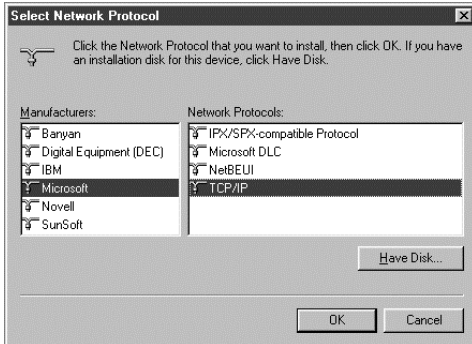 Select Network Protocol
Click the Network Protocol that you want to install, then click OK. If you have
an installation disk for this device, click Have Disk.
Manufacturers:
Banyan
Digital Equipment (DEC)
IBM
Microsoft
Novell
SunSoft
Network Protocols:
IPX/SPX-compatible Protocol
Microsoft DLC
NetBEUI
TCP/IP
Have Disk...
OK
Cancel